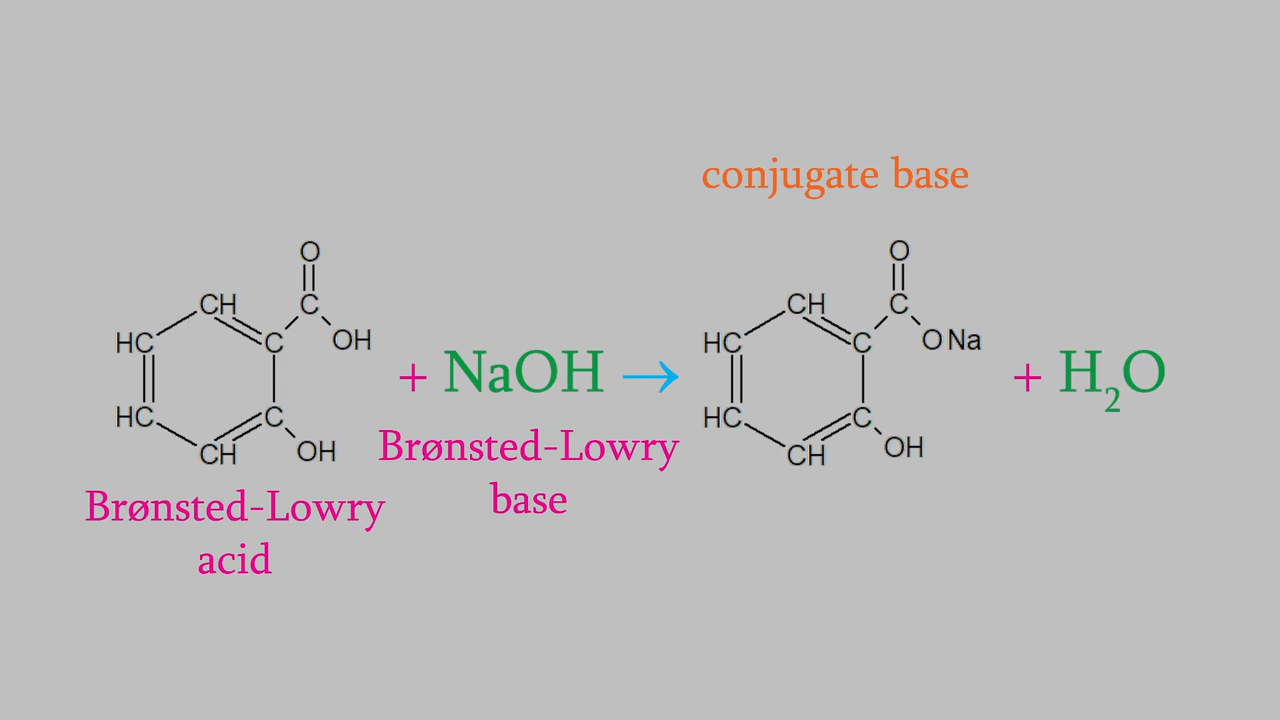 conjugate base
O
CH C
HC C OH
HC C
CH OH
+ NaOH →
O
CH C
HC C O Na
HC C
CH OH
+ H₂O
Brønsted-Lowry
acid
Brønsted-Lowry
base